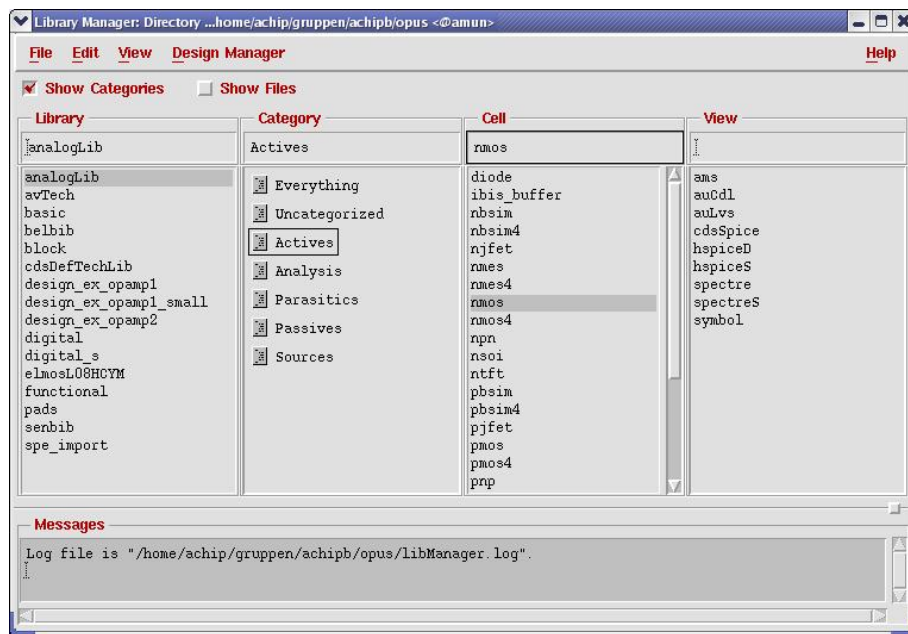 Library Manager: Directory ...home/achip/gruppen/achipb/opus <@amun>
File Edit View Design Manager Help
Show Categories Show Files
Library
analogLib
analogLib
avTech
basic
belbib
block
cdsDefTechLib
design_ex_opamp1
design_ex_opamp1_small
design_ex_opamp2
digital
digital_s
elmosL08HCYM
functional
pads
senbib
spe_import
Category
Actives
Everything
Uncategorized
Actives
Analysis
Parasitics
Passives
Sources
Cell
nmos
diode
ibis_buffer
nbsim
nbsim4
njfet
nmes
nmes4
nmos
nmos4
npn
nsoi
ntft
pbsim
pbsim4
pjfet
pmos
pmos4
pnp
View
ams
auCdl
auLvs
cdsSpice
hspiceD
hspiceS
spectre
spectreS
symbol
Messages
Log file is "/home/achip/gruppen/achipb/opus/libManager.log".